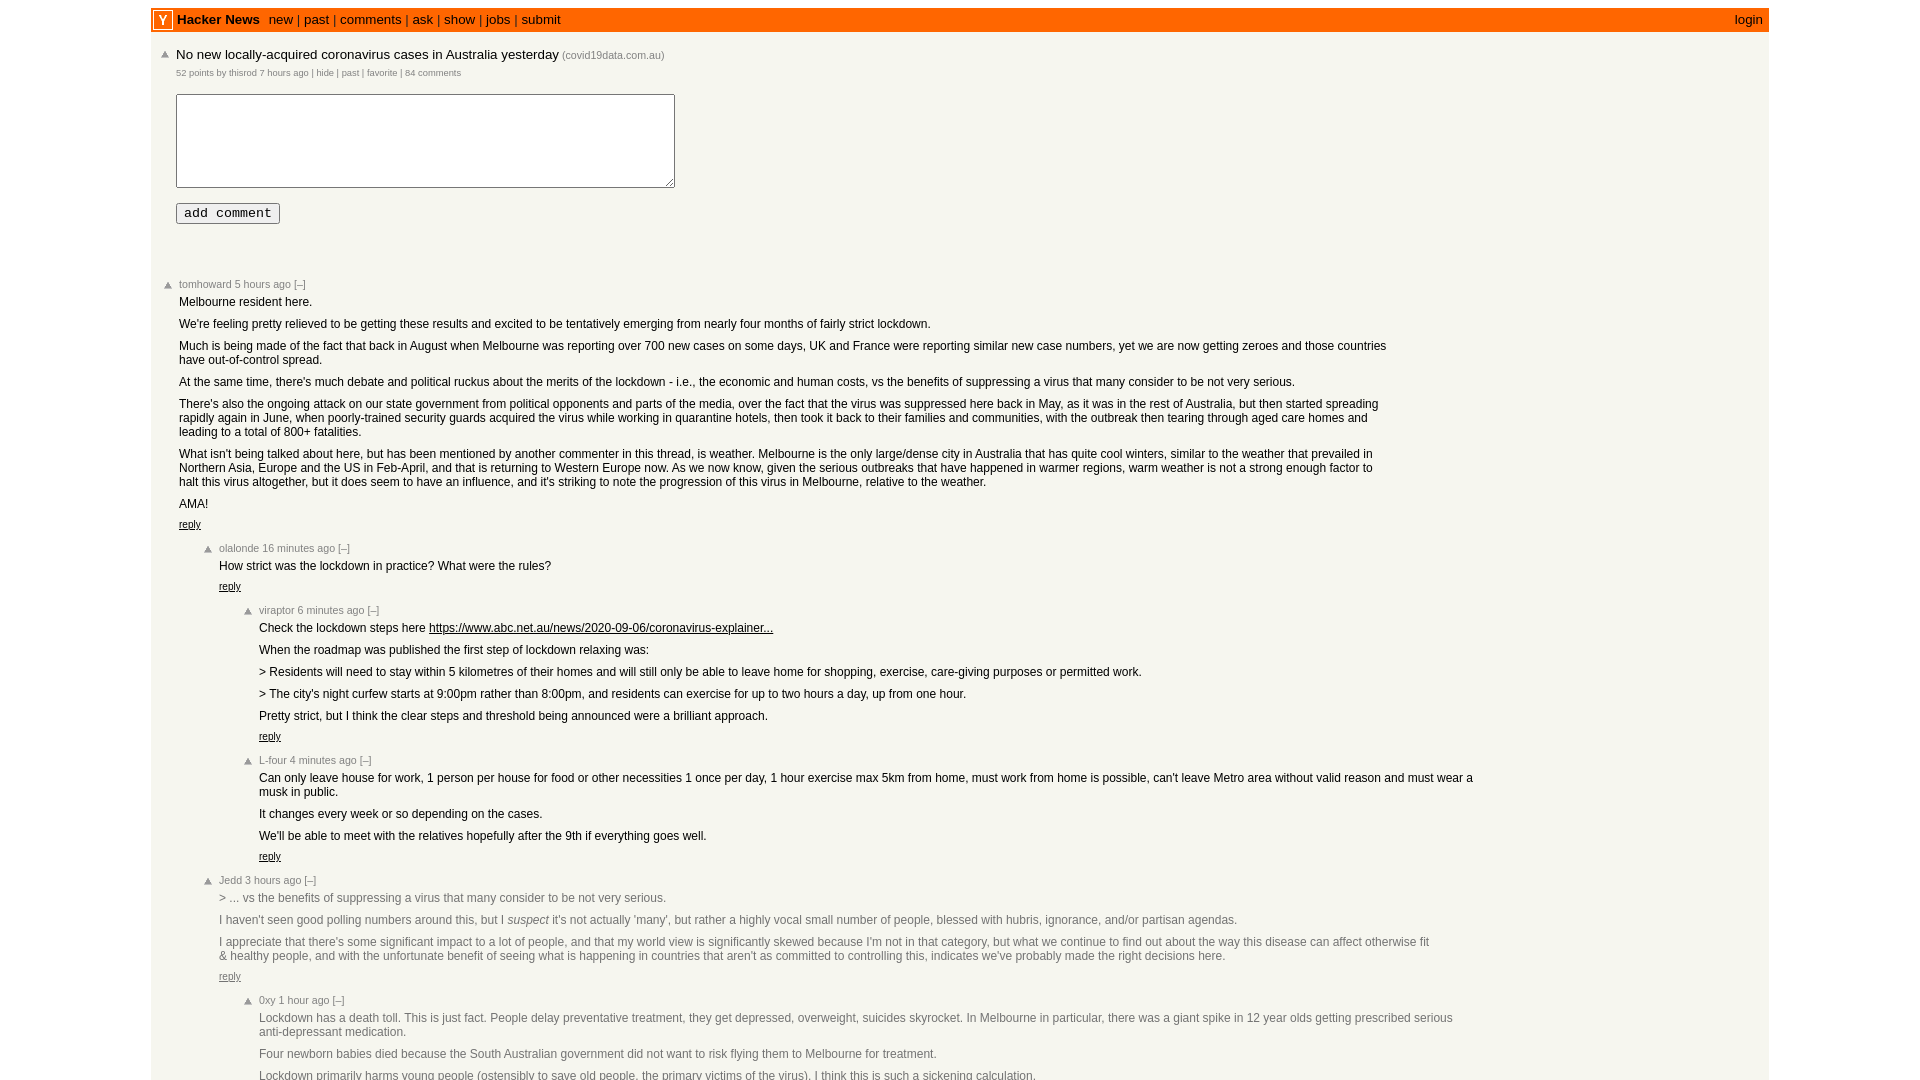 Y Hacker News new | past | comments | ask | show | jobs | submit login
No new locally-acquired coronavirus cases in Australia yesterday (covid19data.com.au)
52 points by thisrod 7 hours ago | hide | past | favorite | 84 comments
add comment
tomhoward 5 hours ago [–]
Melbourne resident here.
We're feeling pretty relieved to be getting these results and excited to be tentatively emerging from nearly four months of fairly strict lockdown.
Much is being made of the fact that back in August when Melbourne was reporting over 700 new cases on some days, UK and France were reporting similar new case numbers, yet we are now getting zeroes and those countries
have out-of-control spread.
At the same time, there's much debate and political ruckus about the merits of the lockdown - i.e., the economic and human costs, vs the benefits of suppressing a virus that many consider to be not very serious.
There's also the ongoing attack on our state government from political opponents and parts of the media, over the fact that the virus was suppressed here back in May, as it was in the rest of Australia, but then started spreading
rapidly again in June, when poorly-trained security guards acquired the virus while working in quarantine hotels, then took it back to their families and communities, with the outbreak then tearing through aged care homes and
leading to a total of 800+ fatalities.
What isn't being talked about here, but has been mentioned by another commenter in this thread, is weather. Melbourne is the only large/dense city in Australia that has quite cool winters, similar to the weather that prevailed in
Northern Asia, Europe and the US in Feb-April, and that is returning to Western Europe now. As we now know, given the serious outbreaks that have happened in warmer regions, warm weather is not a strong enough factor to
halt this virus altogether, but it does seem to have an influence, and it's striking to note the progression of this virus in Melbourne, relative to the weather.
AMA!
reply
olalonde 16 minutes ago [–]
How strict was the lockdown in practice? What were the rules?
reply
viraptor 6 minutes ago [–]
Check the lockdown steps here https://www.abc.net.au/news/2020-09-06/coronavirus-explainer...
When the roadmap was published the first step of lockdown relaxing was:
> Residents will need to stay within 5 kilometres of their homes and will still only be able to leave home for shopping, exercise, care-giving purposes or permitted work.
> The city's night curfew starts at 9:00pm rather than 8:00pm, and residents can exercise for up to two hours a day, up from one hour.
Pretty strict, but I think the clear steps and threshold being announced were a brilliant approach.
reply
L-four 4 minutes ago [–]
Can only leave house for work, 1 person per house for food or other necessities 1 once per day, 1 hour exercise max 5km from home, must work from home is possible, can't leave Metro area without valid reason and must wear a
musk in public.
It changes every week or so depending on the cases.
We'll be able to meet with the relatives hopefully after the 9th if everything goes well.
reply
Jedd 3 hours ago [–]
> ... vs the benefits of suppressing a virus that many consider to be not very serious.
I haven't seen good polling numbers around this, but I suspect it's not actually 'many', but rather a highly vocal small number of people, blessed with hubris, ignorance, and/or partisan agendas.
I appreciate that there's some significant impact to a lot of people, and that my world view is significantly skewed because I'm not in that category, but what we continue to find out about the way this disease can affect otherwise fit
& healthy people, and with the unfortunate benefit of seeing what is happening in countries that aren't as committed to controlling this, indicates we've probably made the right decisions here.
reply
0xy 1 hour ago [–]
Lockdown has a death toll. This is just fact. People delay preventative treatment, they get depressed, overweight, suicides skyrocket. In Melbourne in particular, there was a giant spike in 12 year olds getting prescribed serious
anti-depressant medication.
Four newborn babies died because the South Australian government did not want to risk flying them to Melbourne for treatment.
Lockdown primarily harms young people (ostensibly to save old people, the primary victims of the virus). I think this is such a sickening calculation.